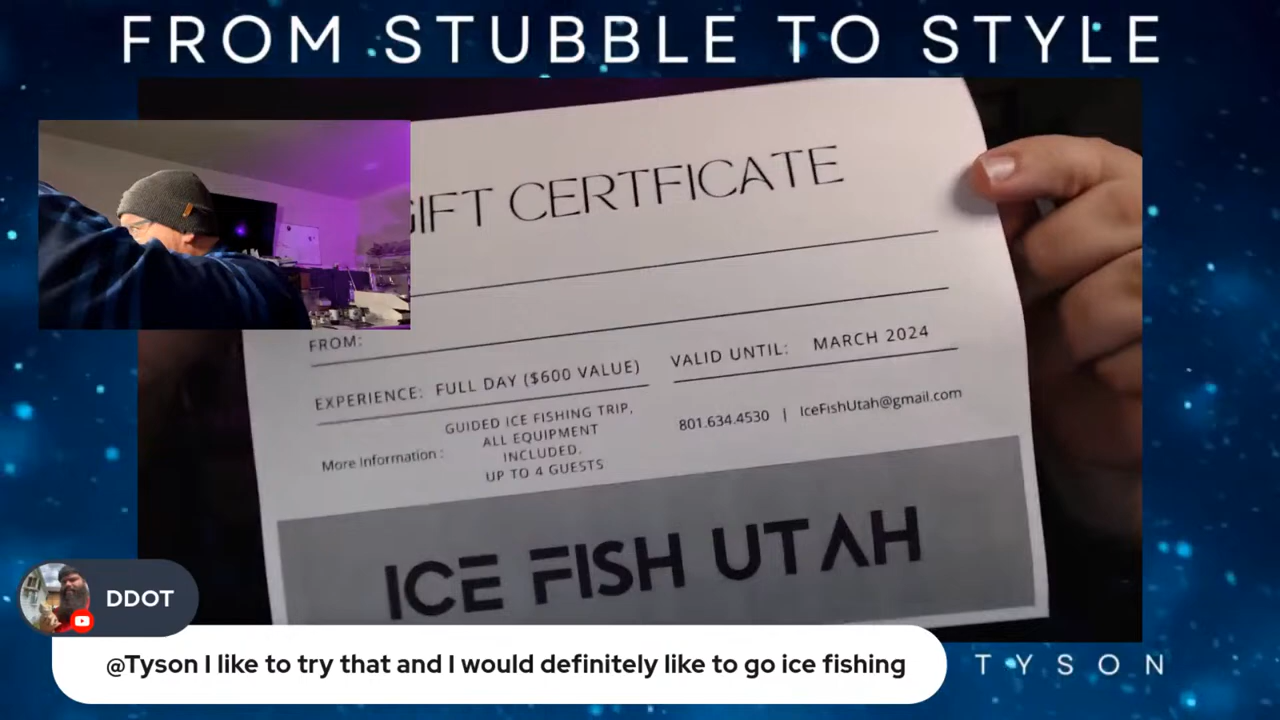 FROM STUBBLE TO STYLE
GIFT CERTFICATE
FROM:
EXPERIENCE: FULL DAY ($600 VALUE)
VALID UNTIL: MARCH 2024
More Information :
GUIDED ICE FISHING TRIP,
ALL EQUIPMENT
INCLUDED.
UP TO 4 GUESTS
801.634.4530 | IceFishUtah@gmail.com
ICE FISH UTAH
DDOT
@Tyson I like to try that and I would definitely like to go ice fishing
TYSON